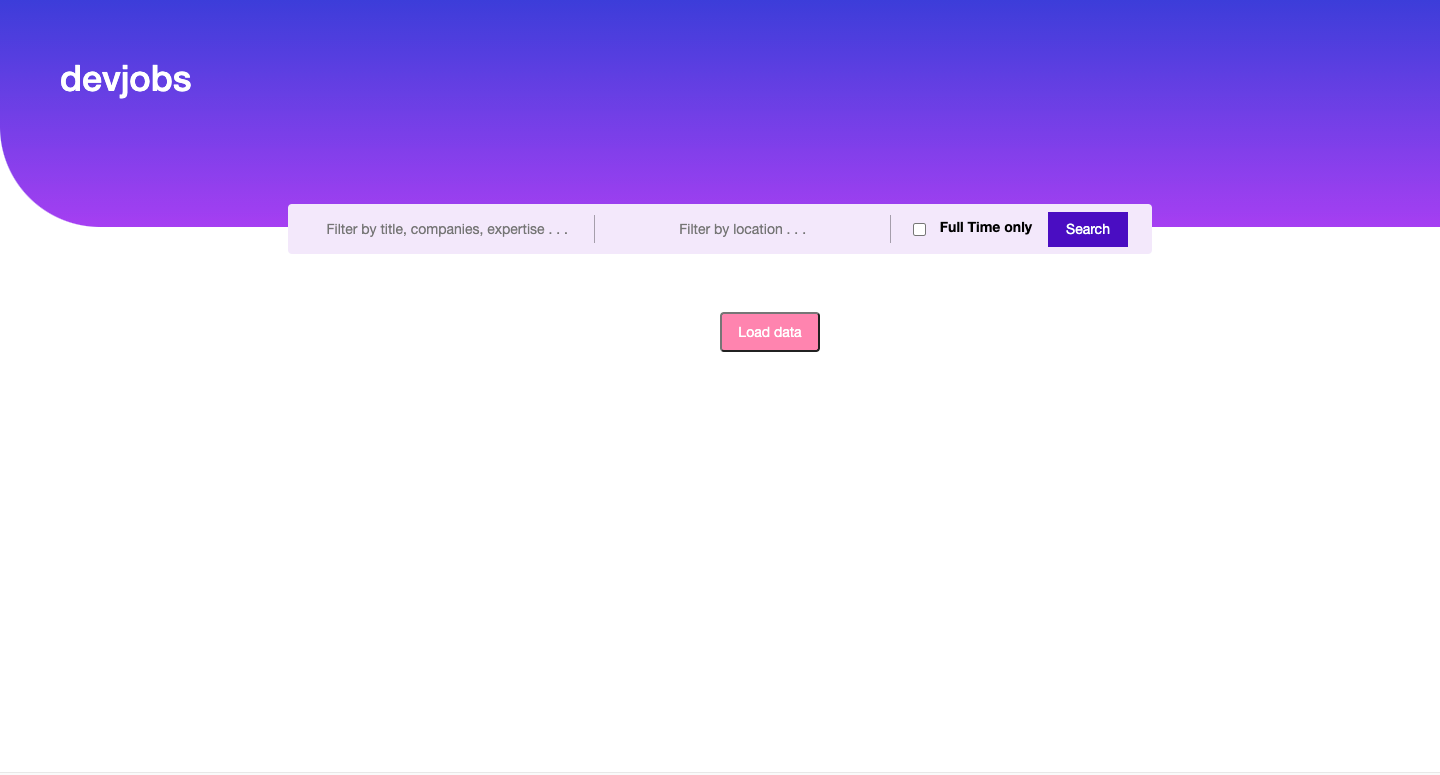 devjobs
Filter by title, companies, expertise . . .
Filter by location . . .
Full Time only
Search
Load data